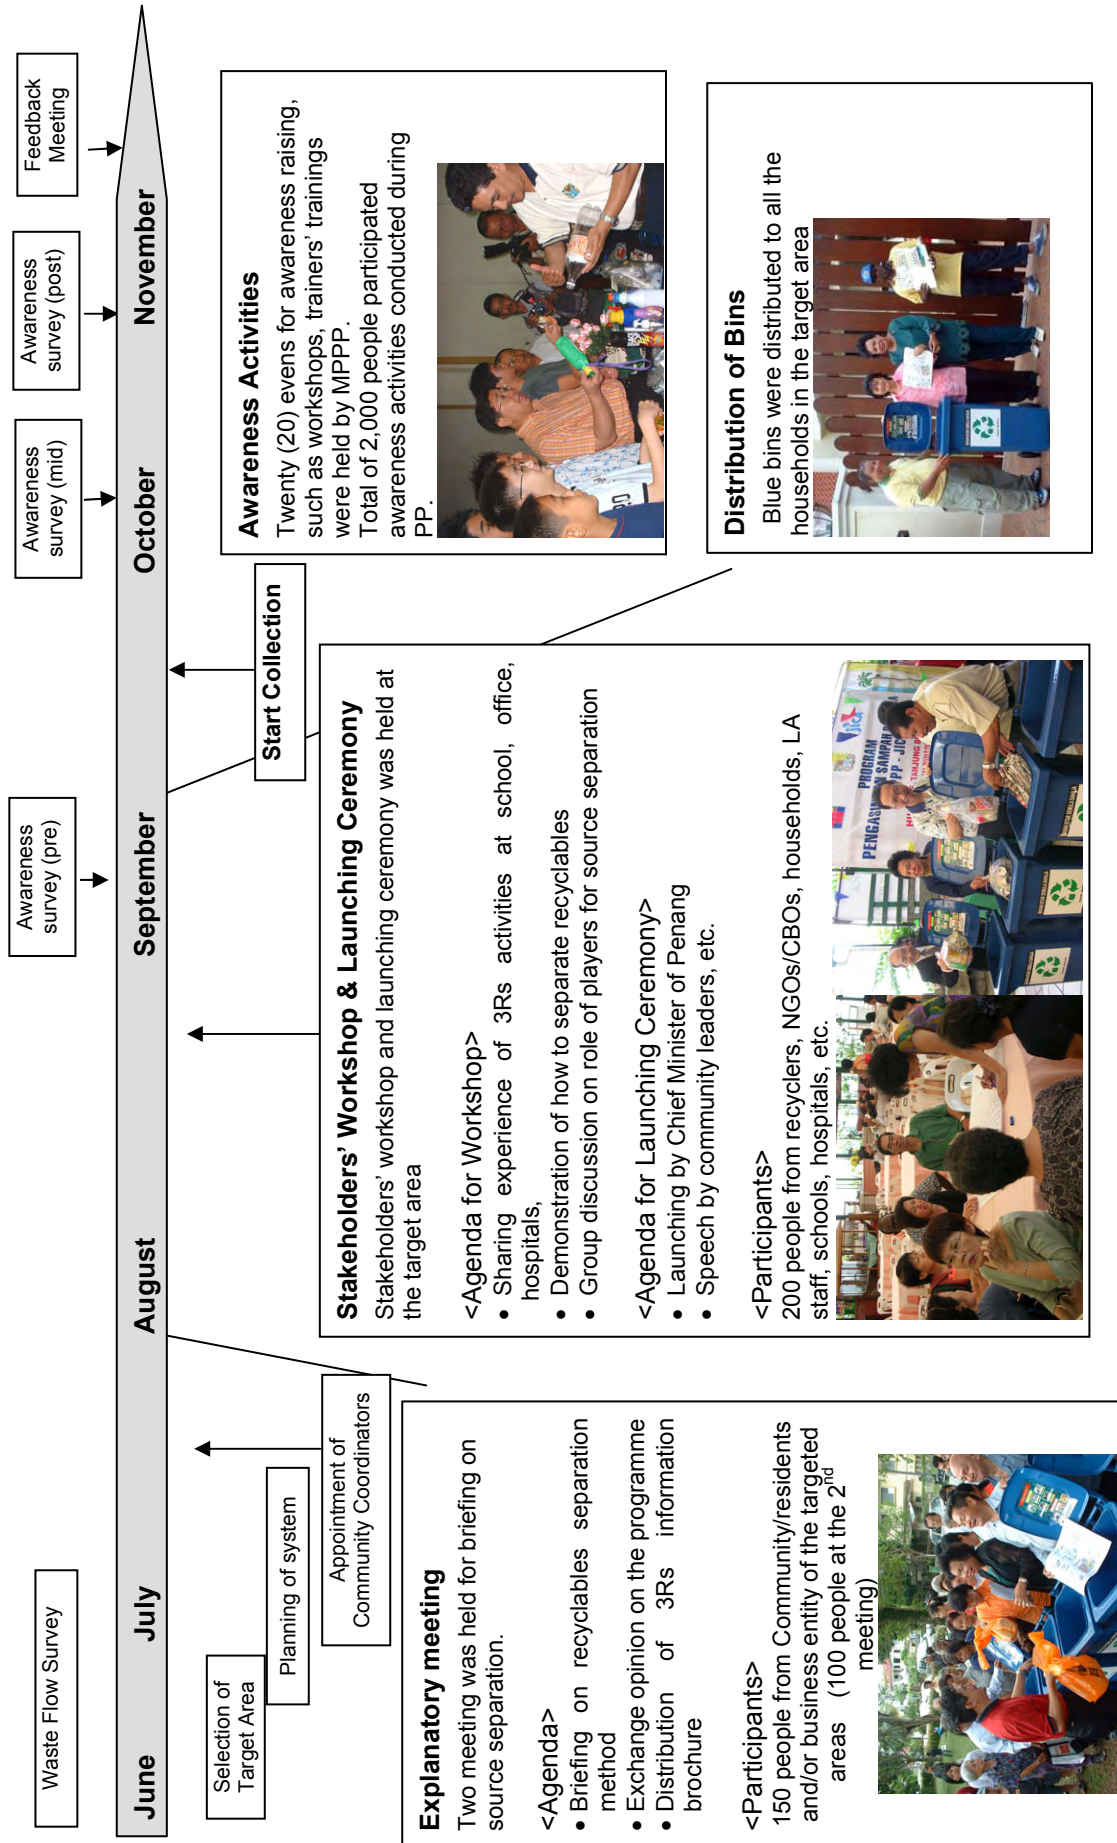 Waste Flow Survey
Awareness
survey (pre)
Awareness
survey (mid)
Awareness
survey (post)
Feedback
Meeting
June
July
August
September
October
November
Selection of
Target Area
Planning of system
Appointment of
Community Coordinators
Start Collection
Explanatory meeting
Two meeting was held for briefing on
source separation.
<Agenda>
• Briefing on recyclables separation
method
• Exchange opinion on the programme
• Distribution of 3Rs information
brochure
<Participants>
150 people from Community/residents
and/or business entity of the targeted
areas (100 people at the 2nd
meeting)
Stakeholders' Workshop & Launching Ceremony
Stakeholders' workshop and launching ceremony was held at
the target area
<Agenda for Workshop>
• Sharing experience of 3Rs activities at school, office,
hospitals,
• Demonstration of how to separate recyclables
• Group discussion on role of players for source separation
<Agenda for Launching Ceremony>
• Launching by Chief Minister of Penang
• Speech by community leaders, etc.
<Participants>
200 people from recyclers, NGOs/CBOs, households, LA
staff, schools, hospitals, etc.
PROGRAM
JICA
Awareness Activities
Twenty (20) evens for awareness raising,
such as workshops, trainers' trainings
were held by MPPP.
Total of 2,000 people participated
awareness activities conducted during
PP.
Distribution of Bins
Blue bins were distributed to all the
households in the target area